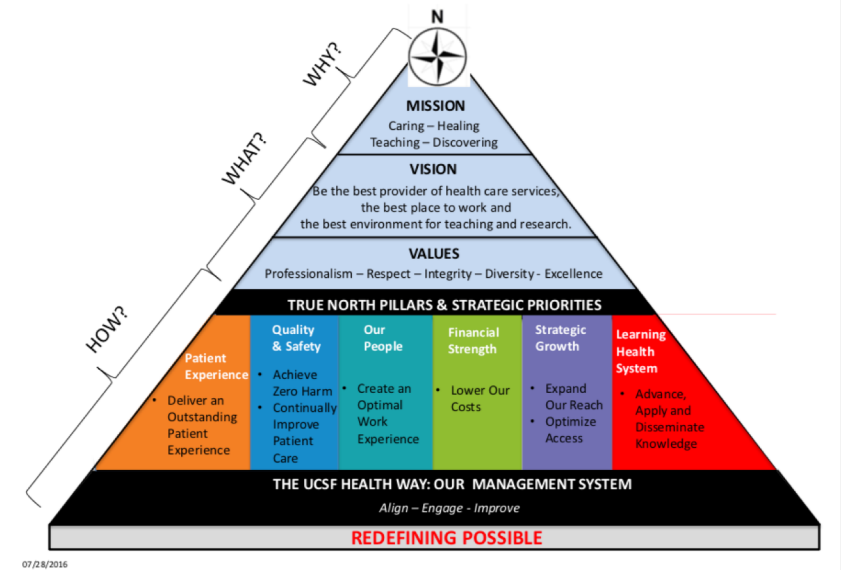 N
WHY?
MISSION
Caring – Healing
Teaching – Discovering
WHAT?
VISION
Be the best provider of health care services,
the best place to work and
the best environment for teaching and research.
VALUES
Professionalism – Respect – Integrity – Diversity - Excellence
HOW?
TRUE NORTH PILLARS & STRATEGIC PRIORITIES
Patient
Experience
• Deliver an
Outstanding
Patient
Experience
Quality
& Safety
• Achieve
Zero Harm
• Continually
Improve
Patient
Care
Our
People
• Create an
Optimal
Work
Experience
Financial
Strength
• Lower Our
Costs
Strategic
Growth
• Expand
Our Reach
• Optimize
Access
Learning
Health
System
• Advance,
Apply and
Disseminate
Knowledge
THE UCSF HEALTH WAY: OUR MANAGEMENT SYSTEM
Align – Engage - Improve
REDEFINING POSSIBLE
07/28/2016